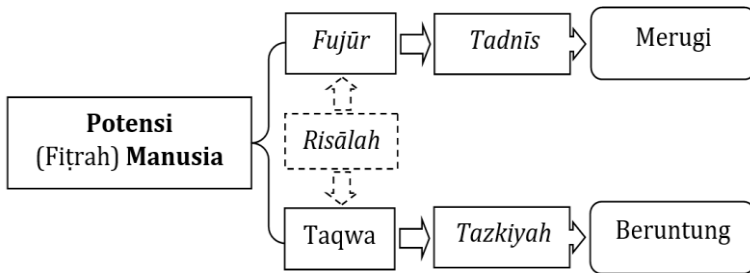 Potensi
(Fiṭrah) Manusia
Fujūr
Tadnīs
Merugi
Risālah
Taqwa
Tazkiyah
Beruntung